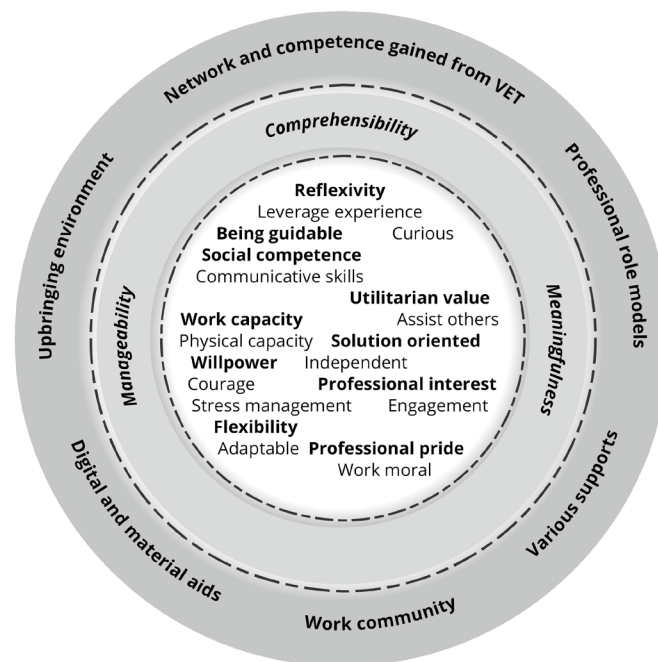 Network and competence gained from VET
Comprehensibility
Upbringing environment
Professional role models
Manageability
Meaningfulness
Reflexivity
Leverage experience
Being guidable Curious
Social competence
Communicative skills
Utilitarian value
Work capacity Assist others
Physical capacity Solution oriented
Willpower Independent
Courage Professional interest
Stress management Engagement
Flexibility
Adaptable Professional pride
Work moral
Digital and material aids
Various supports
Work community